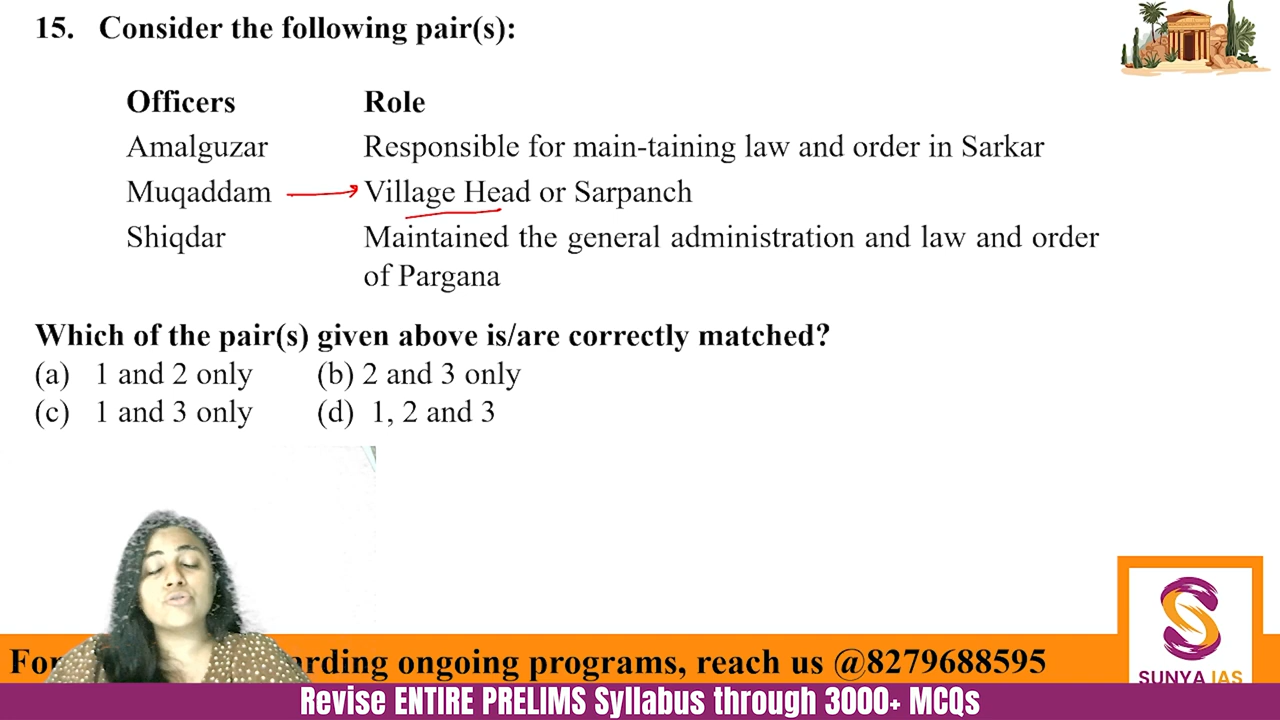 15. Consider the following pair(s):
Officers Role
Amalguzar Responsible for main-taining law and order in Sarkar
Muqaddam Village Head or Sarpanch
Shiqdar Maintained the general administration and law and order
of Pargana
Which of the pair(s) given above is/are correctly matched?
(a) 1 and 2 only (b) 2 and 3 only
(c) 1 and 3 only (d) 1, 2 and 3
ongoing programs, reach us @8279688595
SUNYA IAS
Revise ENTIRE PRELIMS Syllabus through 3000+ MCQs